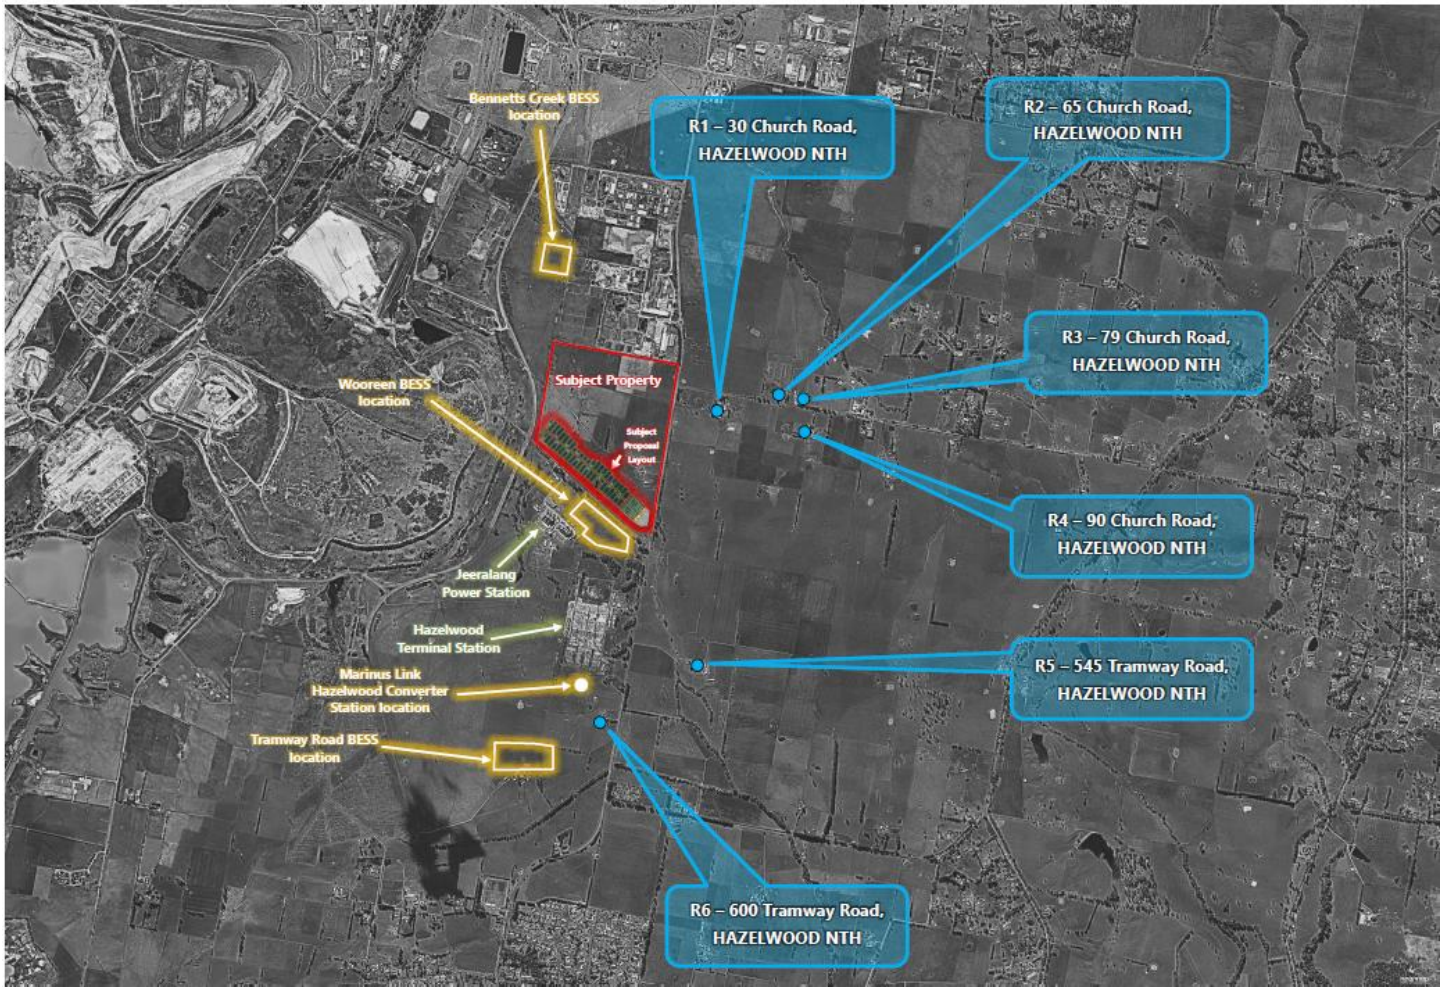 Bennetts Creek BESS
location
R1 – 30 Church Road,
HAZELWOOD NTH
R2 – 65 Church Road,
HAZELWOOD NTH
R3 – 79 Church Road,
HAZELWOOD NTH
Wooreen BESS
location
Subject Property
Subject
Proposal
Layout
R4 – 90 Church Road,
HAZELWOOD NTH
Jeeralang
Power Station
Hazelwood
Terminal Station
Marinus Link
Hazelwood Converter
Station location
R5 – 545 Tramway Road,
HAZELWOOD NTH
Tramway Road BESS
location
R6 – 600 Tramway Road,
HAZELWOOD NTH